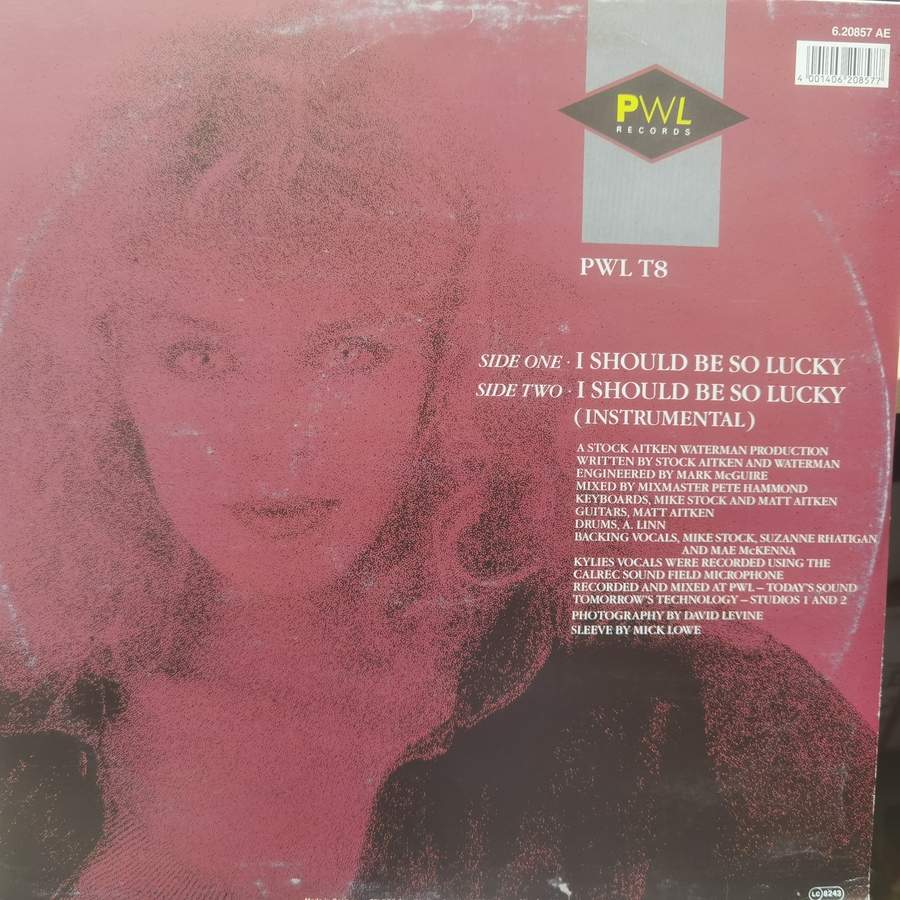 6.20857 AE
4 001406 208577
PWL
RECORDS
PWL T8
SIDE ONE · I SHOULD BE SO LUCKY
SIDE TWO · I SHOULD BE SO LUCKY
(INSTRUMENTAL)
A STOCK AITKEN WATERMAN PRODUCTION
WRITTEN BY STOCK AITKEN AND WATERMAN
ENGINEERED BY MARK McGUIRE
MIXED BY MIXMASTER PETE HAMMOND
KEYBOARDS, MIKE STOCK AND MATT AITKEN
GUITARS, MATT AITKEN
DRUMS, A. LINN
BACKING VOCALS, MIKE STOCK, SUZANNE RHATIGAN
AND MAE McKENNA
KYLIES VOCALS WERE RECORDED USING THE
CALREC SOUND FIELD MICROPHONE
RECORDED AND MIXED AT PWL – TODAY'S SOUND
TOMORROW'S TECHNOLOGY – STUDIOS 1 AND 2
PHOTOGRAPHY BY DAVID LEVINE
SLEEVE BY MICK LOWE
LC 8243